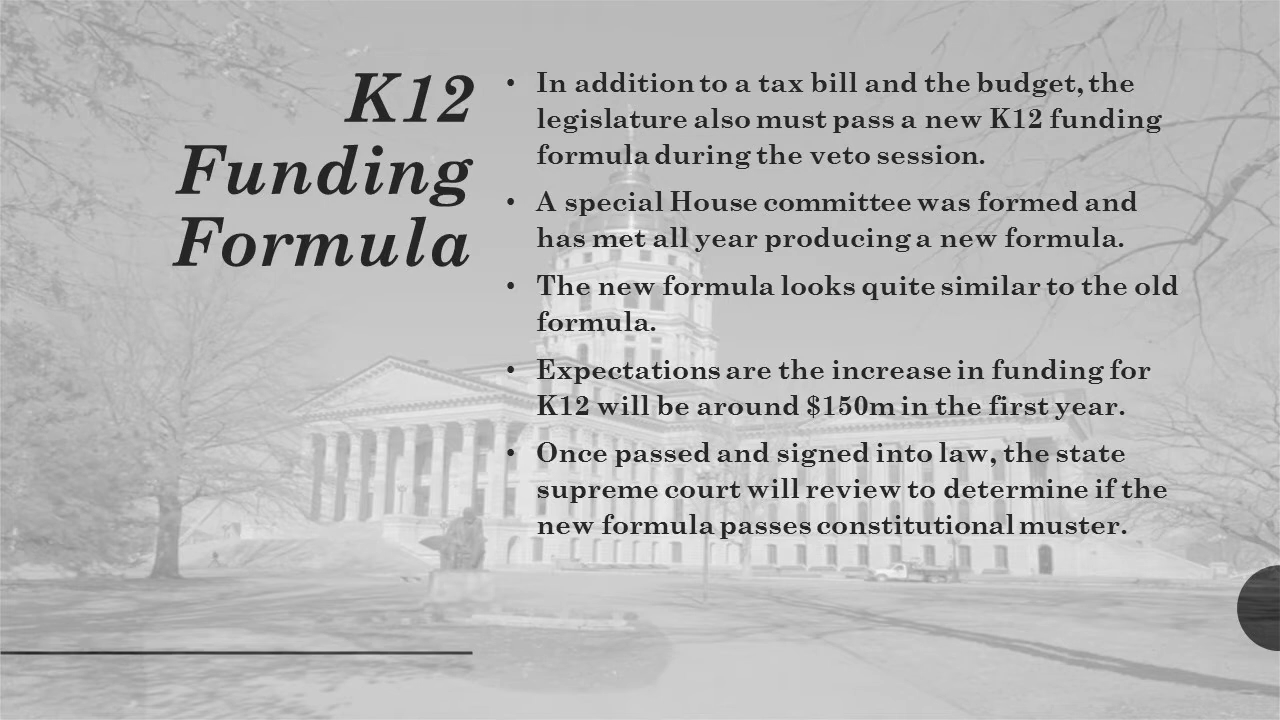 K12
Funding
Formula
• In addition to a tax bill and the budget, the
legislature also must pass a new K12 funding
formula during the veto session.
• A special House committee was formed and
has met all year producing a new formula.
• The new formula looks quite similar to the old
formula.
• Expectations are the increase in funding for
K12 will be around $150m in the first year.
• Once passed and signed into law, the state
supreme court will review to determine if the
new formula passes constitutional muster.